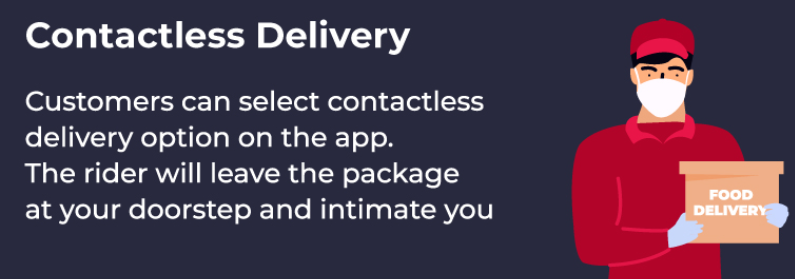 Contactless Delivery
Customers can select contactless
delivery option on the app.
The rider will leave the package
at your doorstep and intimate you
FOOD
DELIVERY